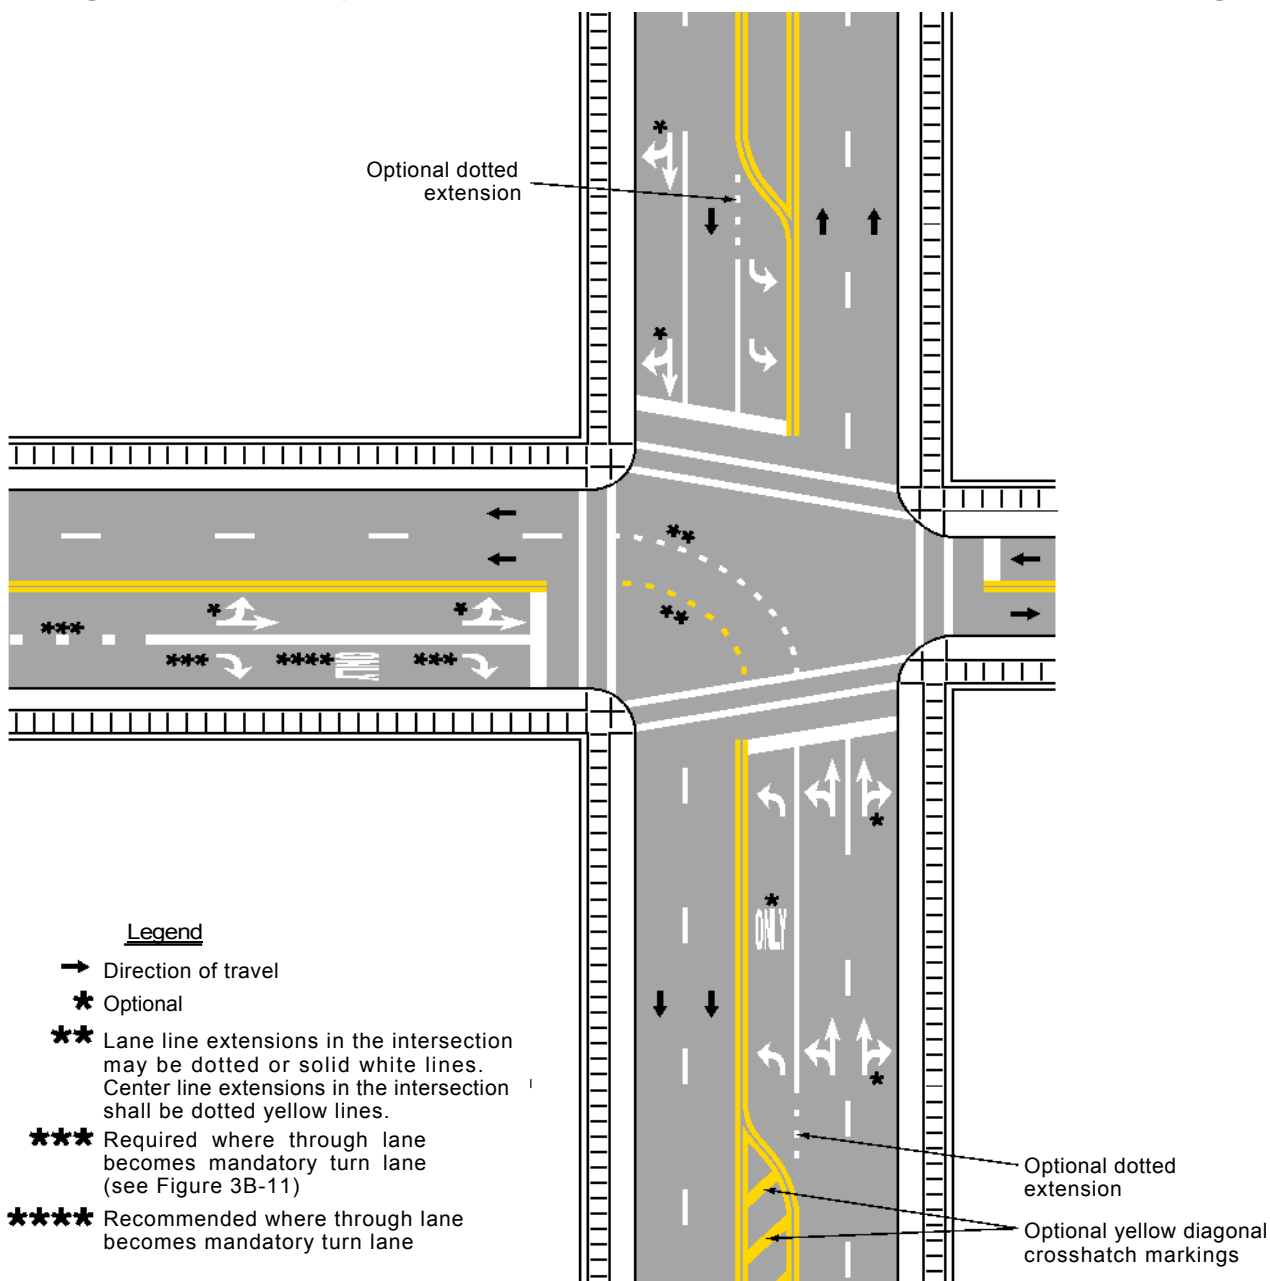 Optional dotted
extension
*
*
**
**
*
*
***
***
****
ONLY
***
*
*
ONLY
*
Legend
Direction of travel
* Optional
** Lane line extensions in the intersection
may be dotted or solid white lines.
Center line extensions in the intersection
shall be dotted yellow lines.
*** Required where through lane
becomes mandatory turn lane
(see Figure 3B-11)
**** Recommended where through lane
becomes mandatory turn lane
Optional dotted
extension
Optional yellow diagonal
crosshatch markings